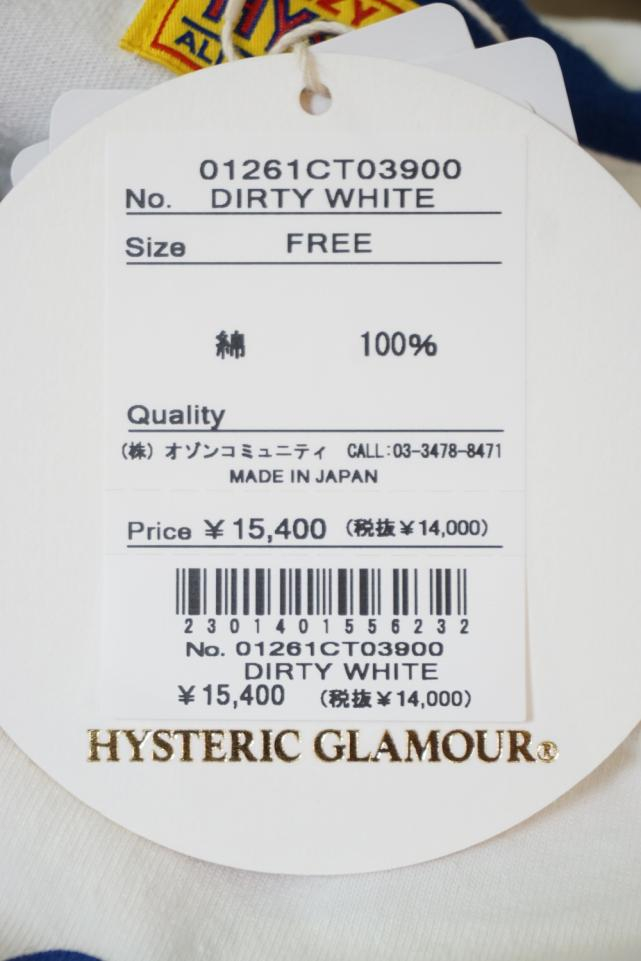 01261CT03900
No. DIRTY WHITE
Size FREE
綿 100%
Quality
(株) オゾンコミュニティ CALL:03-3478-8471
MADE IN JAPAN
Price ¥15,400 (税抜¥14,000)
2301401556232
No. 01261CT03900
DIRTY WHITE
¥15,400 (税抜¥14,000)
HYSTERIC GLAMOUR®